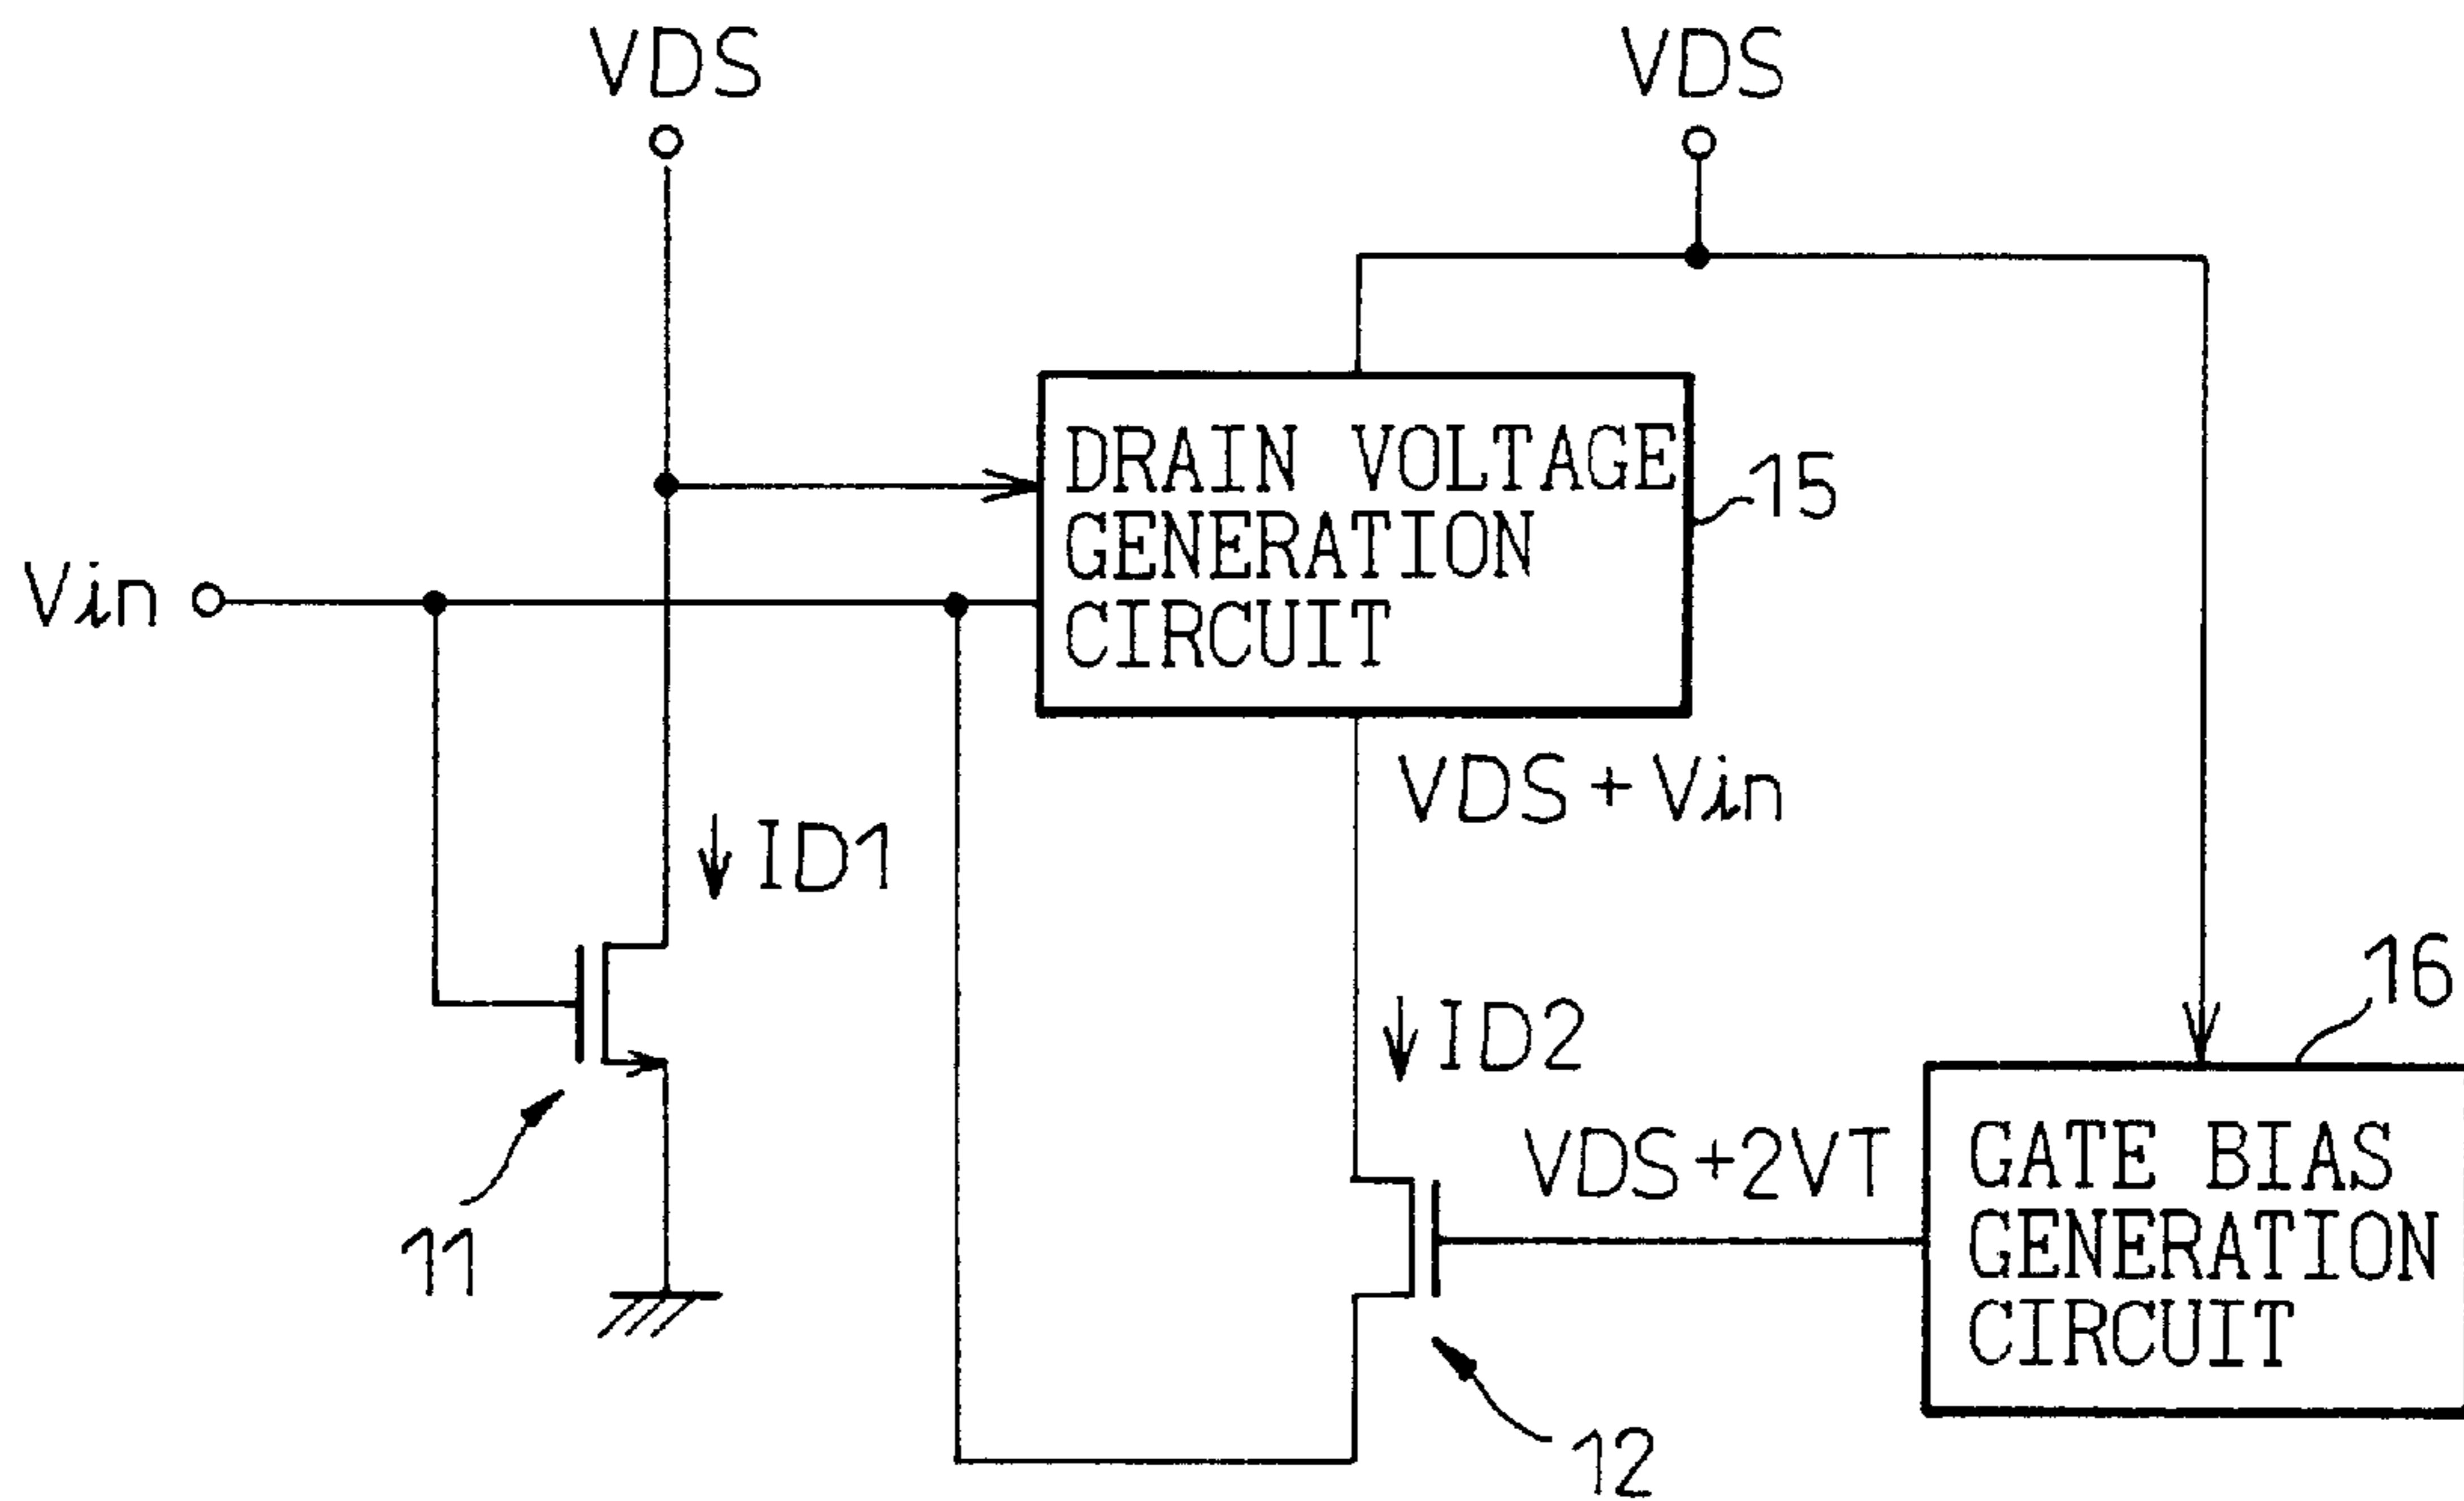 VDS
VDS
DRAIN VOLTAGE
GENERATION
CIRCUIT
15
Vin
VDS+Vin
ID1
16
ID2
VDS+2VT
GATE BIAS
GENERATION
CIRCUIT
11
12